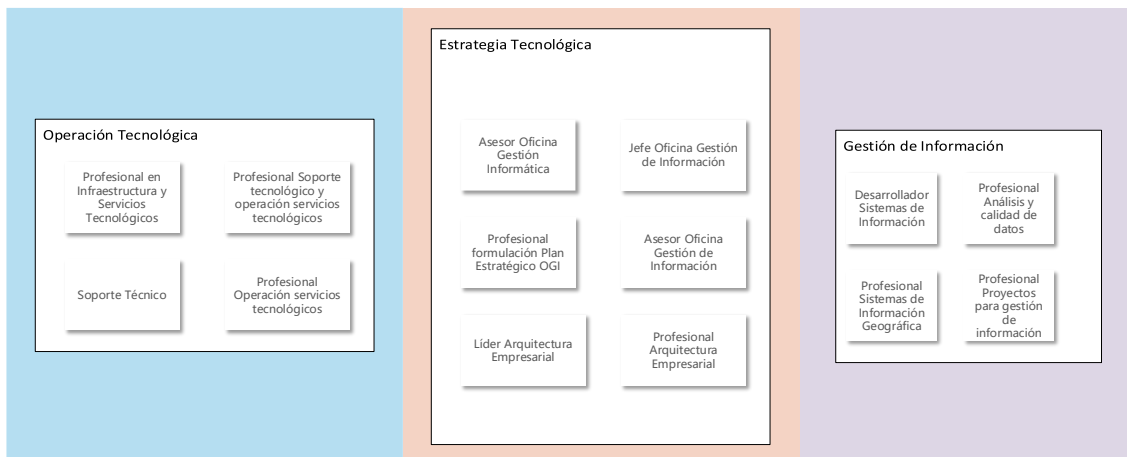 Operación Tecnológica
Profesional en
Infraestructura y
Servicios
Tecnológicos
Profesional Soporte
tecnológico y
operación servicios
tecnológicos
Soporte Técnico
Profesional
Operación servicios
tecnológicos
Estrategia Tecnológica
Asesor Oficina
Gestión
Informática
Jefe Oficina Gestión
de Información
Profesional
formulación Plan
Estratégico OGI
Asesor Oficina
Gestión de
Información
Líder Arquitectura
Empresarial
Profesional
Arquitectura
Empresarial
Gestión de Información
Desarrollador
Sistemas de
Información
Profesional
Análisis y
calidad de
datos
Profesional
Sistemas de
Información
Geográfica
Profesional
Proyectos
para gestión
de
información